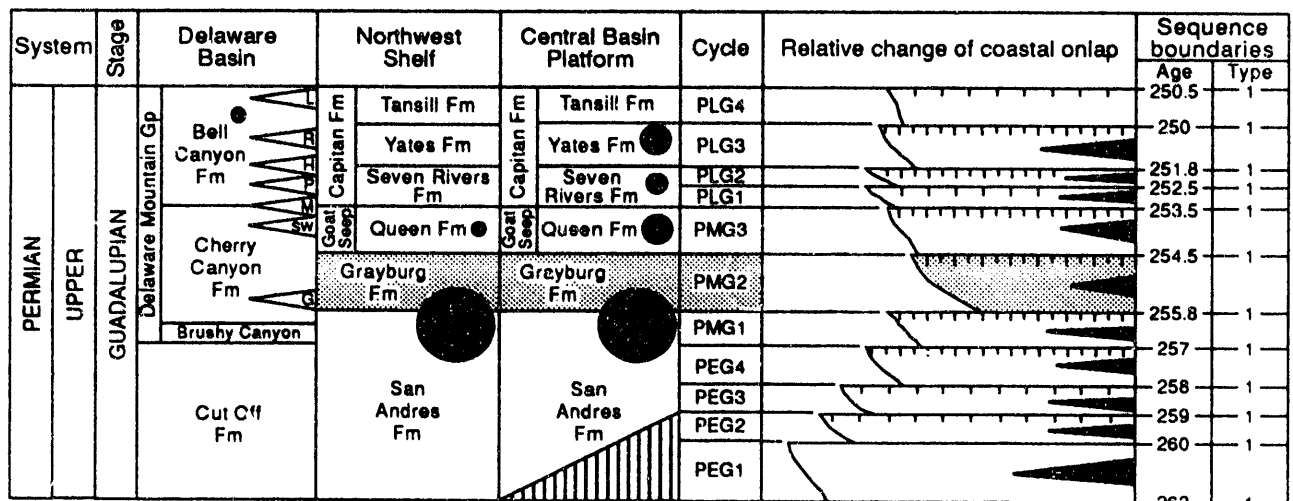 System
Stage
Delaware
Basin
Northwest
Shelf
Central Basin
Platform
Cycle
Relative change of coastal onlap
Sequence
boundaries
Age
Type
PERMIAN
UPPER
GUADALUPIAN
Delaware Mountain Gp
Bell
Canyon
Fm
L
R
H
P
M
SW
Cherry
Canyon
Fm
G
Brushy Canyon
Cut Off
Fm
Capitan Fm
Goat
Seep
Tansill Fm
Yates Fm
Seven Rivers
Fm
Queen Fm
Grayburg
Fm
San
Andres
Fm
Capitan Fm
Goat
Seep
Tansill Fm
Yates Fm
Seven
Rivers Fm
Queen Fm
Grayburg
Fm
San
Andres
Fm
PLG4
PLG3
PLG2
PLG1
PMG3
PMG2
PMG1
PEG4
PEG3
PEG2
PEG1
250.5 1
250 1
251.8 1
252.5 1
253.5 1
254.5 1
255.8 1
257 1
258 1
259 1
260 1